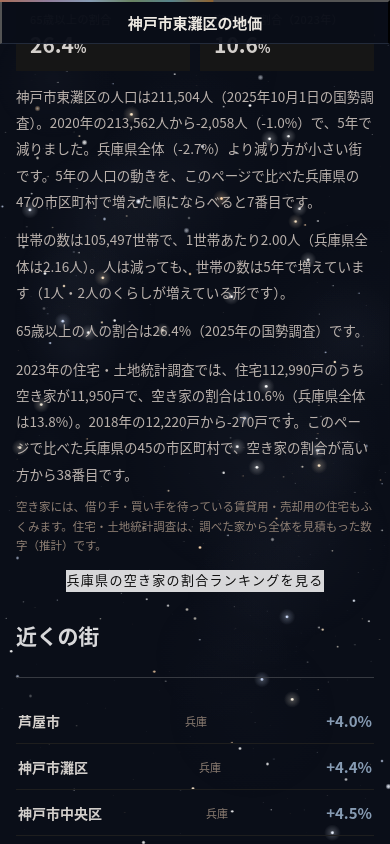 神戸市東灘区の地価
26.4%
10.6%
神戸市東灘区の人口は211,504人（2025年10月1日の国勢調
査）。2020年の213,562人から-2,058人（-1.0%）で、5年で
減りました。兵庫県全体（-2.7%）より減り方が小さい街
です。5年の人口の動きを、このページで比べた兵庫県の
47の市区町村で増えた順にならべると7番目です。
世帯の数は105,497世帯で、1世帯あたり2.00人（兵庫県全
体は2.16人）。人は減っても、世帯の数は5年で増えていま
す（1人・2人のくらしが増えている形です）。
65歳以上の人の割合は26.4%（2025年の国勢調査）です。
2023年の住宅・土地統計調査では、住宅112,990戸のうち
空き家が11,950戸で、空き家の割合は10.6%（兵庫県全体
は13.8%）。2018年の12,220戸から-270戸です。このペー
ジで比べた兵庫県の45の市区町村で、空き家の割合が高い
方から38番目です。
空き家には、借り手・買い手を待っている賃貸用・売却用の住宅もふ
くみます。住宅・土地統計調査は、調べた家から全体を見積もった数
字（推計）です。
兵庫県の空き家の割合ランキングを見る
近くの街
芦屋市 兵庫 +4.0%
神戸市灘区 兵庫 +4.4%
神戸市中央区 兵庫 +4.5%